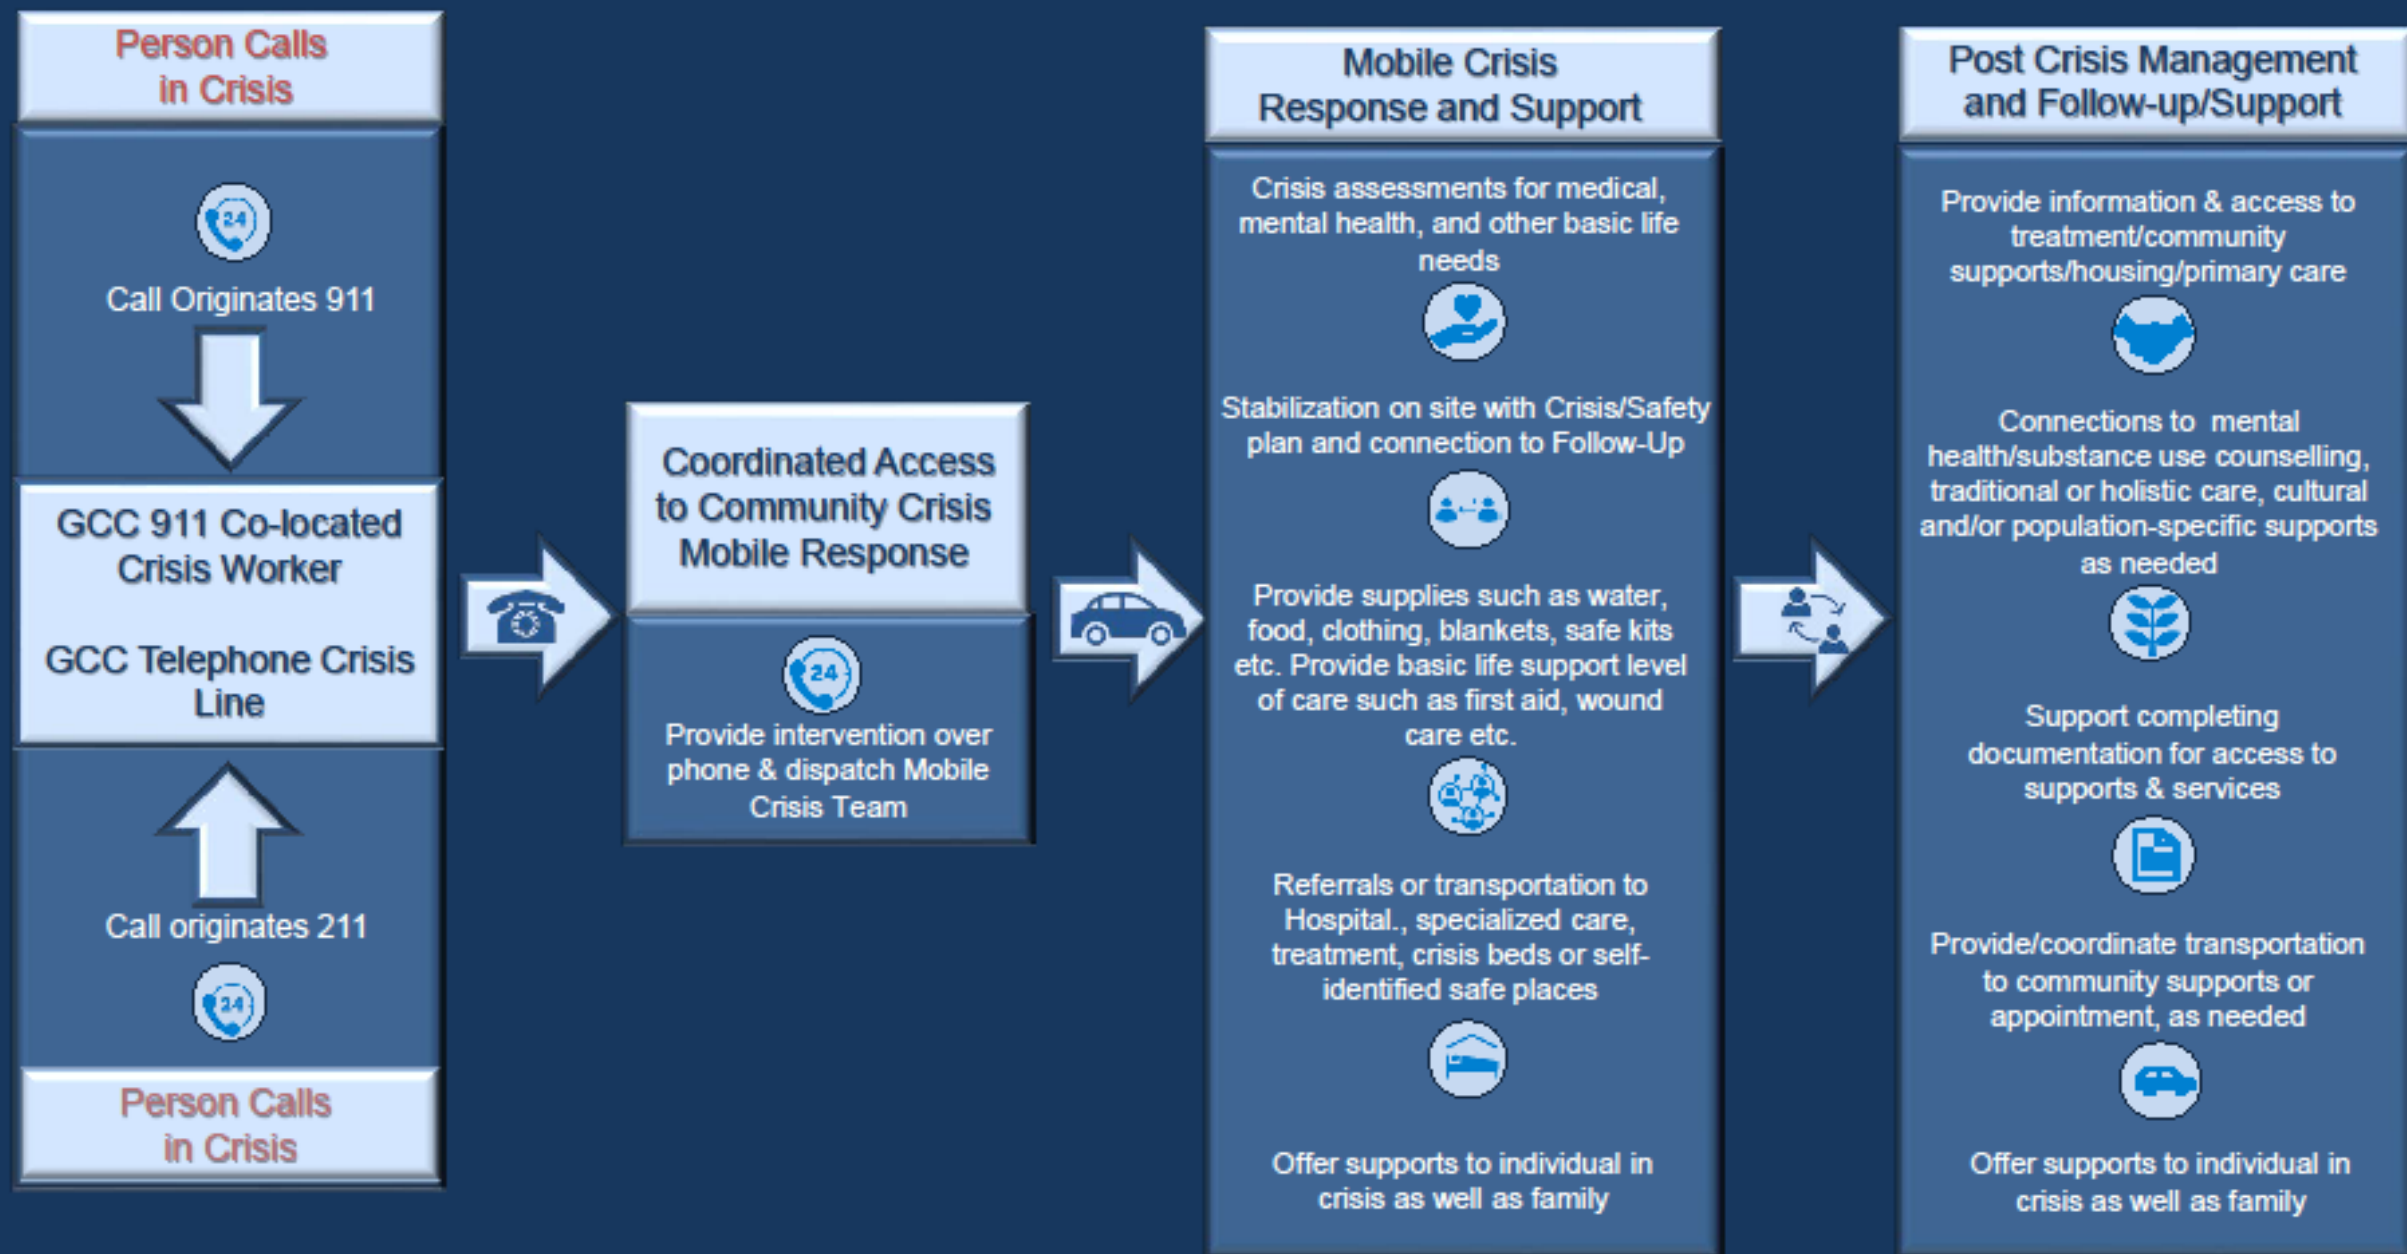 Person Calls
in Crisis
24
Call Originates 911
GCC 911 Co-located
Crisis Worker
GCC Telephone Crisis
Line
Call originates 211
24
Person Calls
in Crisis
Coordinated Access
to Community Crisis
Mobile Response
24
Provide intervention over
phone & dispatch Mobile
Crisis Team
Mobile Crisis
Response and Support
Crisis assessments for medical,
mental health, and other basic life
needs
Stabilization on site with Crisis/Safety
plan and connection to Follow-Up
Provide supplies such as water,
food, clothing, blankets, safe kits
etc. Provide basic life support level
of care such as first aid, wound
care etc.
Referrals or transportation to
Hospital., specialized care,
treatment, crisis beds or self-
identified safe places
Offer supports to individual in
crisis as well as family
Post Crisis Management
and Follow-up/Support
Provide information & access to
treatment/community
supports/housing/primary care
Connections to  mental
health/substance use counselling,
traditional or holistic care, cultural
and/or population-specific supports
as needed
Support completing
documentation for access to
supports & services
Provide/coordinate transportation
to community supports or
appointment, as needed
Offer supports to individual in
crisis as well as family